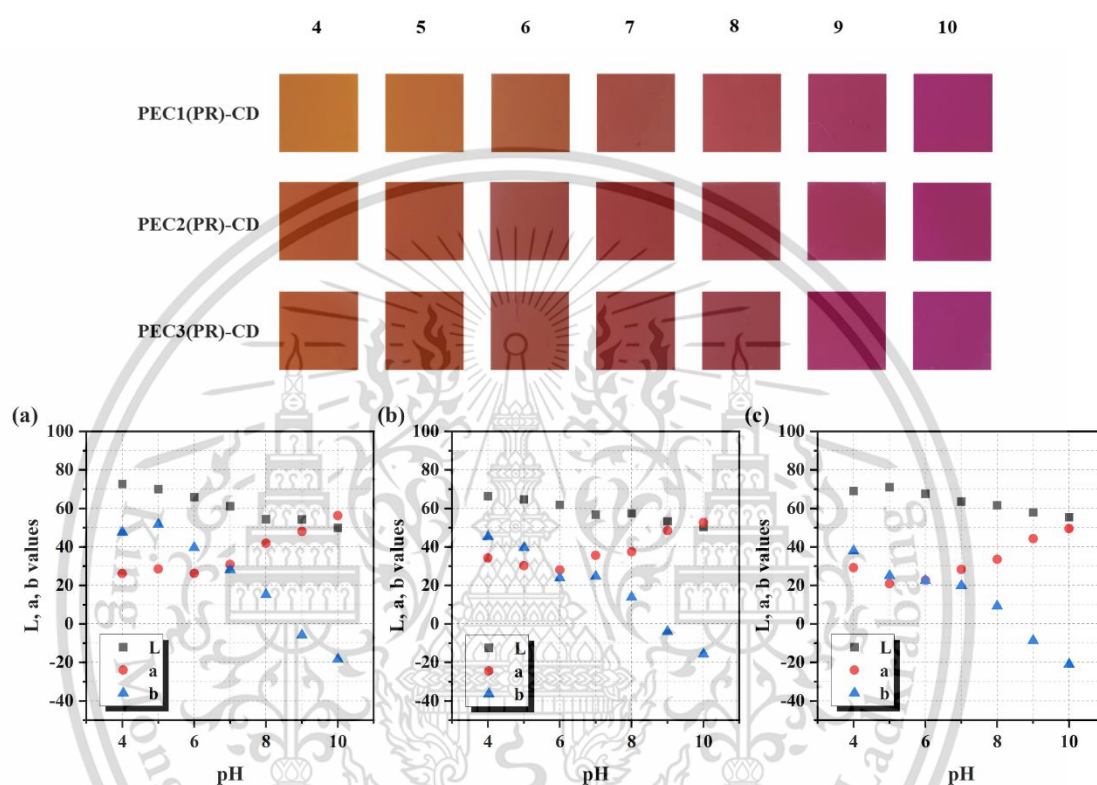 4 5 6 7 8 9 10
PEC1(PR)-CD
PEC2(PR)-CD
PEC3(PR)-CD
(a) (b) (c)
L, a, b values
100
80
60
40
20
0
-20
-40
L
a
b
4 6 8 10
pH
L, a, b values
100
80
60
40
20
0
-20
-40
L
a
b
4 6 8 10
pH
L, a, b values
100
80
60
40
20
0
-20
-40
L
a
b
4 6 8 10
pH
King Mong Ladkrabang